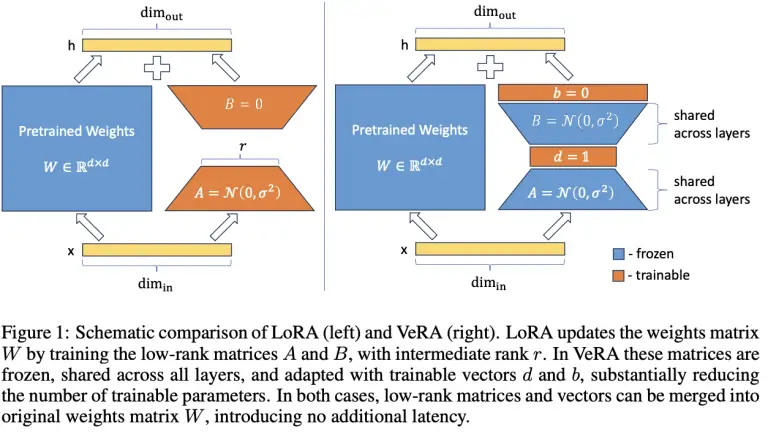 dim_out
h
B = 0
Pretrained Weights
W ∈ ℝ^{d×d}
r
A = 𝒩(0, σ²)
x
dim_in
dim_out
h
b = 0
Pretrained Weights
W ∈ ℝ^{d×d}
B = 𝒩(0, σ²)
shared
across layers
d = 𝟙
A = 𝒩(0, σ²)
shared
across layers
x
dim_in
- frozen
- trainable
Figure 1: Schematic comparison of LoRA (left) and VeRA (right). LoRA updates the weights matrix
W by training the low-rank matrices A and B, with intermediate rank r. In VeRA these matrices are
frozen, shared across all layers, and adapted with trainable vectors d and b, substantially reducing
the number of trainable parameters. In both cases, low-rank matrices and vectors can be merged into
original weights matrix W, introducing no additional latency.